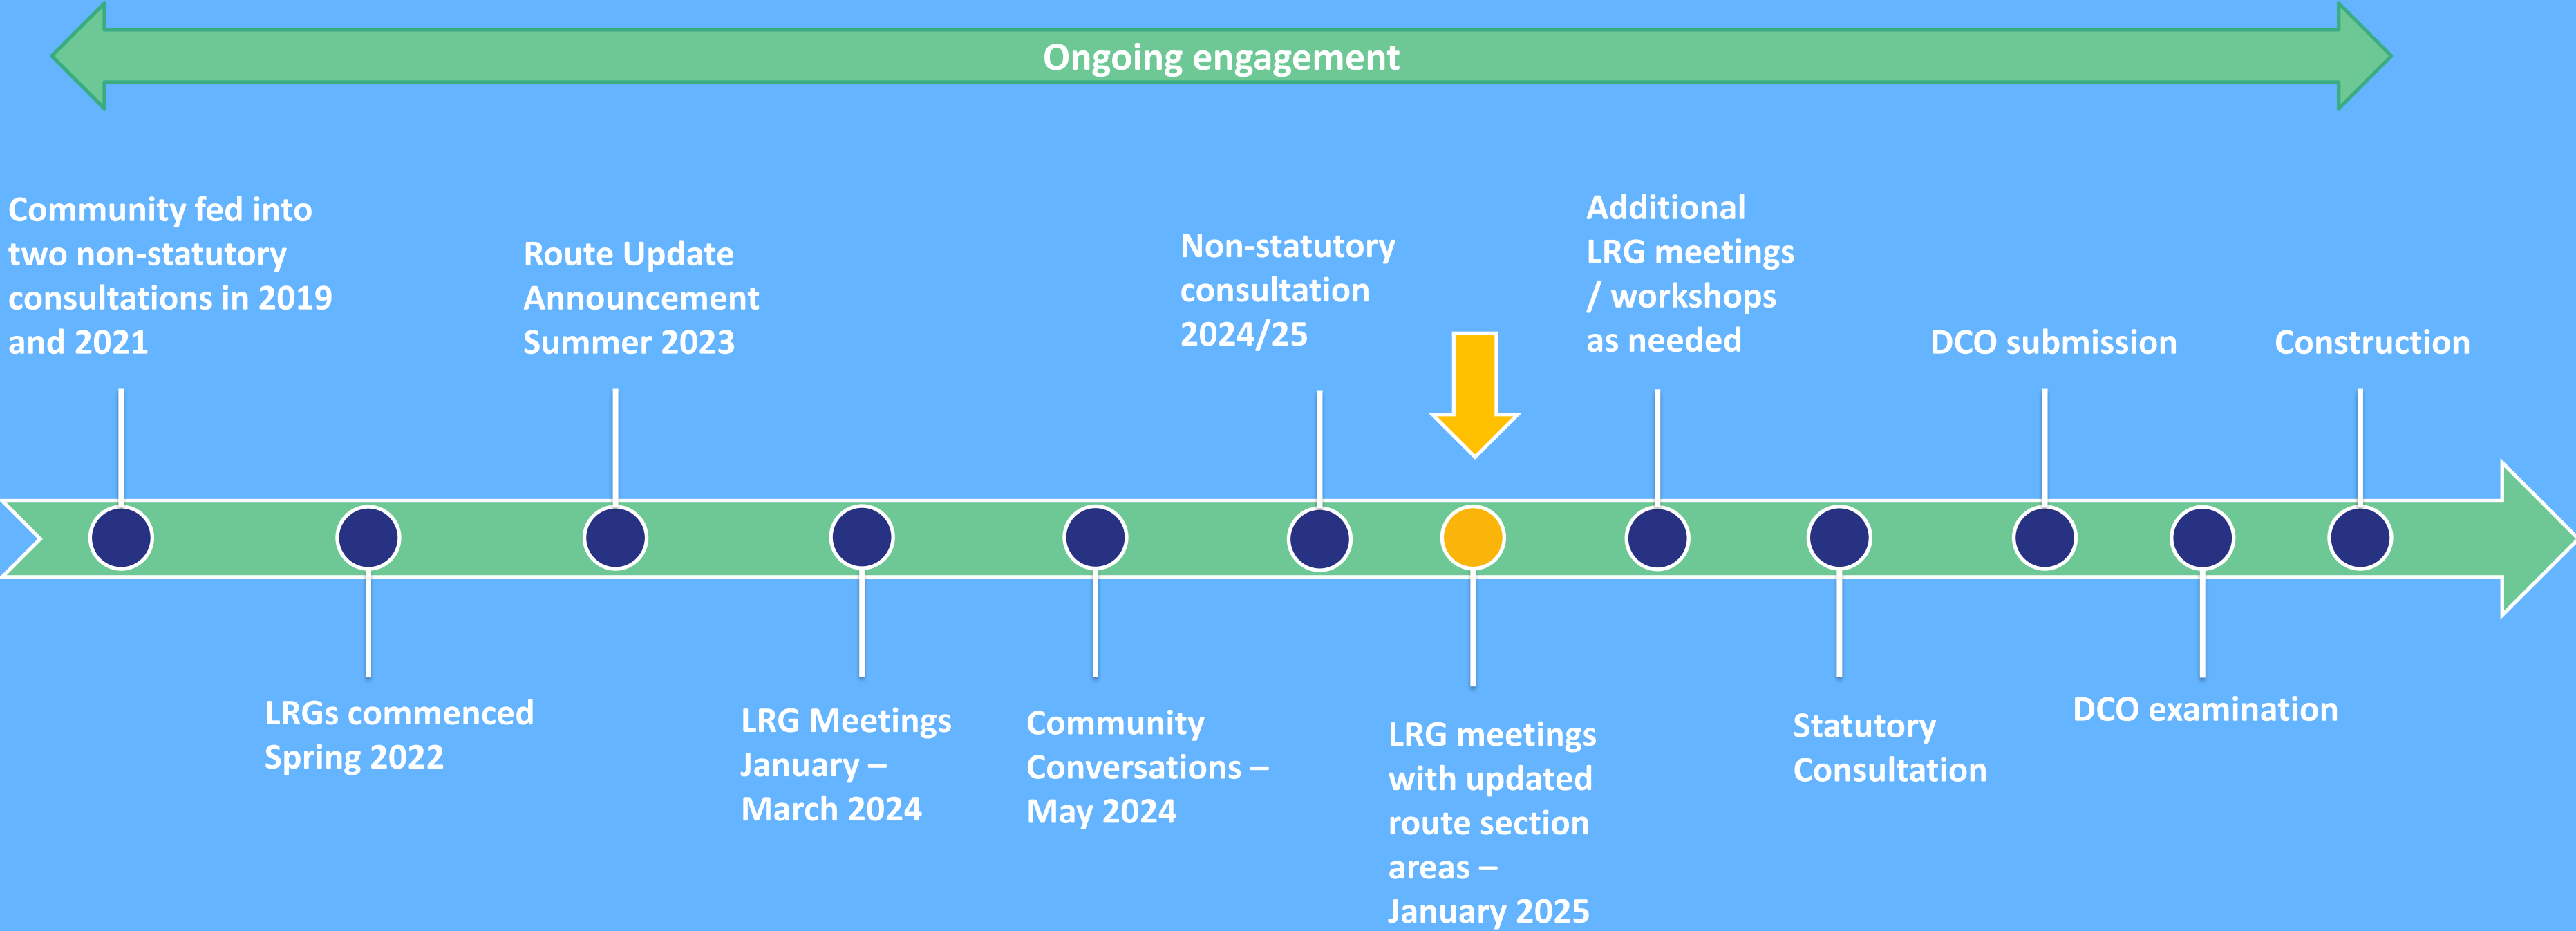 Ongoing engagement
Community fed into
two non-statutory
consultations in 2019
and 2021
LRGs commenced
Spring 2022
Route Update
Announcement
Summer 2023
LRG Meetings
January –
March 2024
Community
Conversations –
May 2024
Non-statutory
consultation
2024/25
LRG meetings
with updated
route section
areas –
January 2025
Additional
LRG meetings
/ workshops
as needed
Statutory
Consultation
DCO submission
DCO examination
Construction